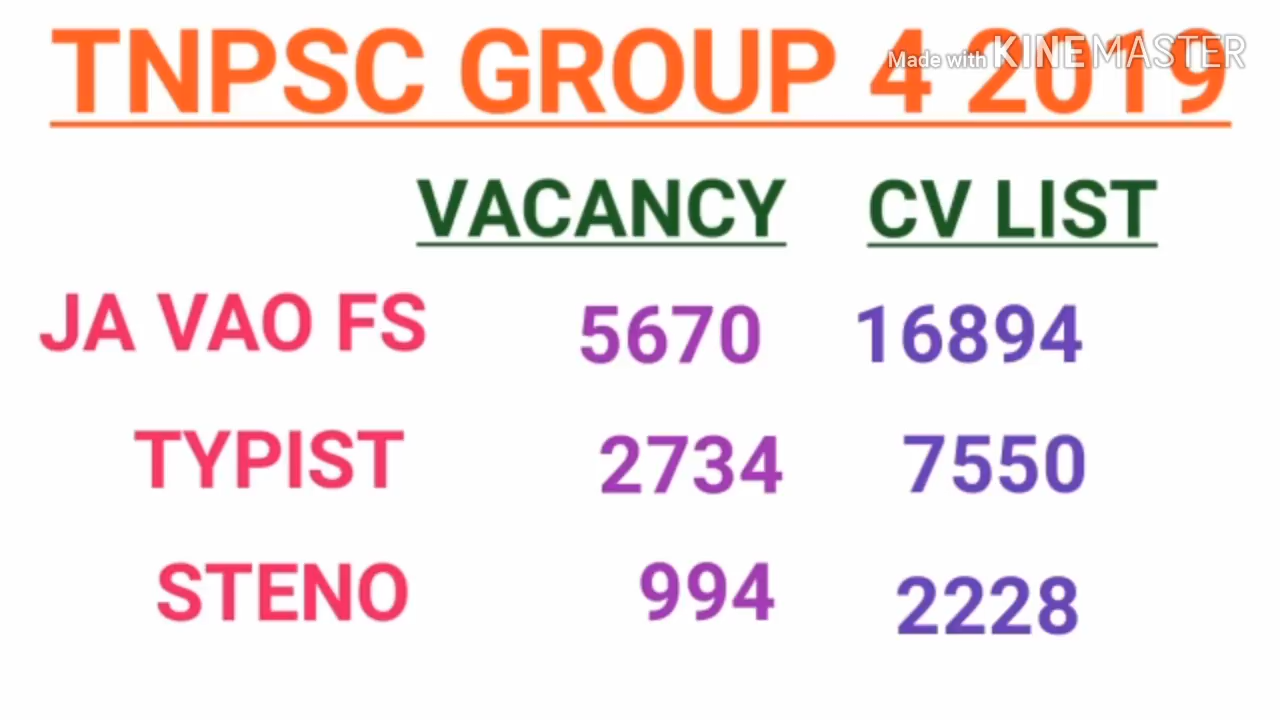 TNPSC GROUP 4 2019
Made with KINEMASTER
VACANCY CV LIST
JA VAO FS 5670 16894
TYPIST 2734 7550
STENO 994 2228